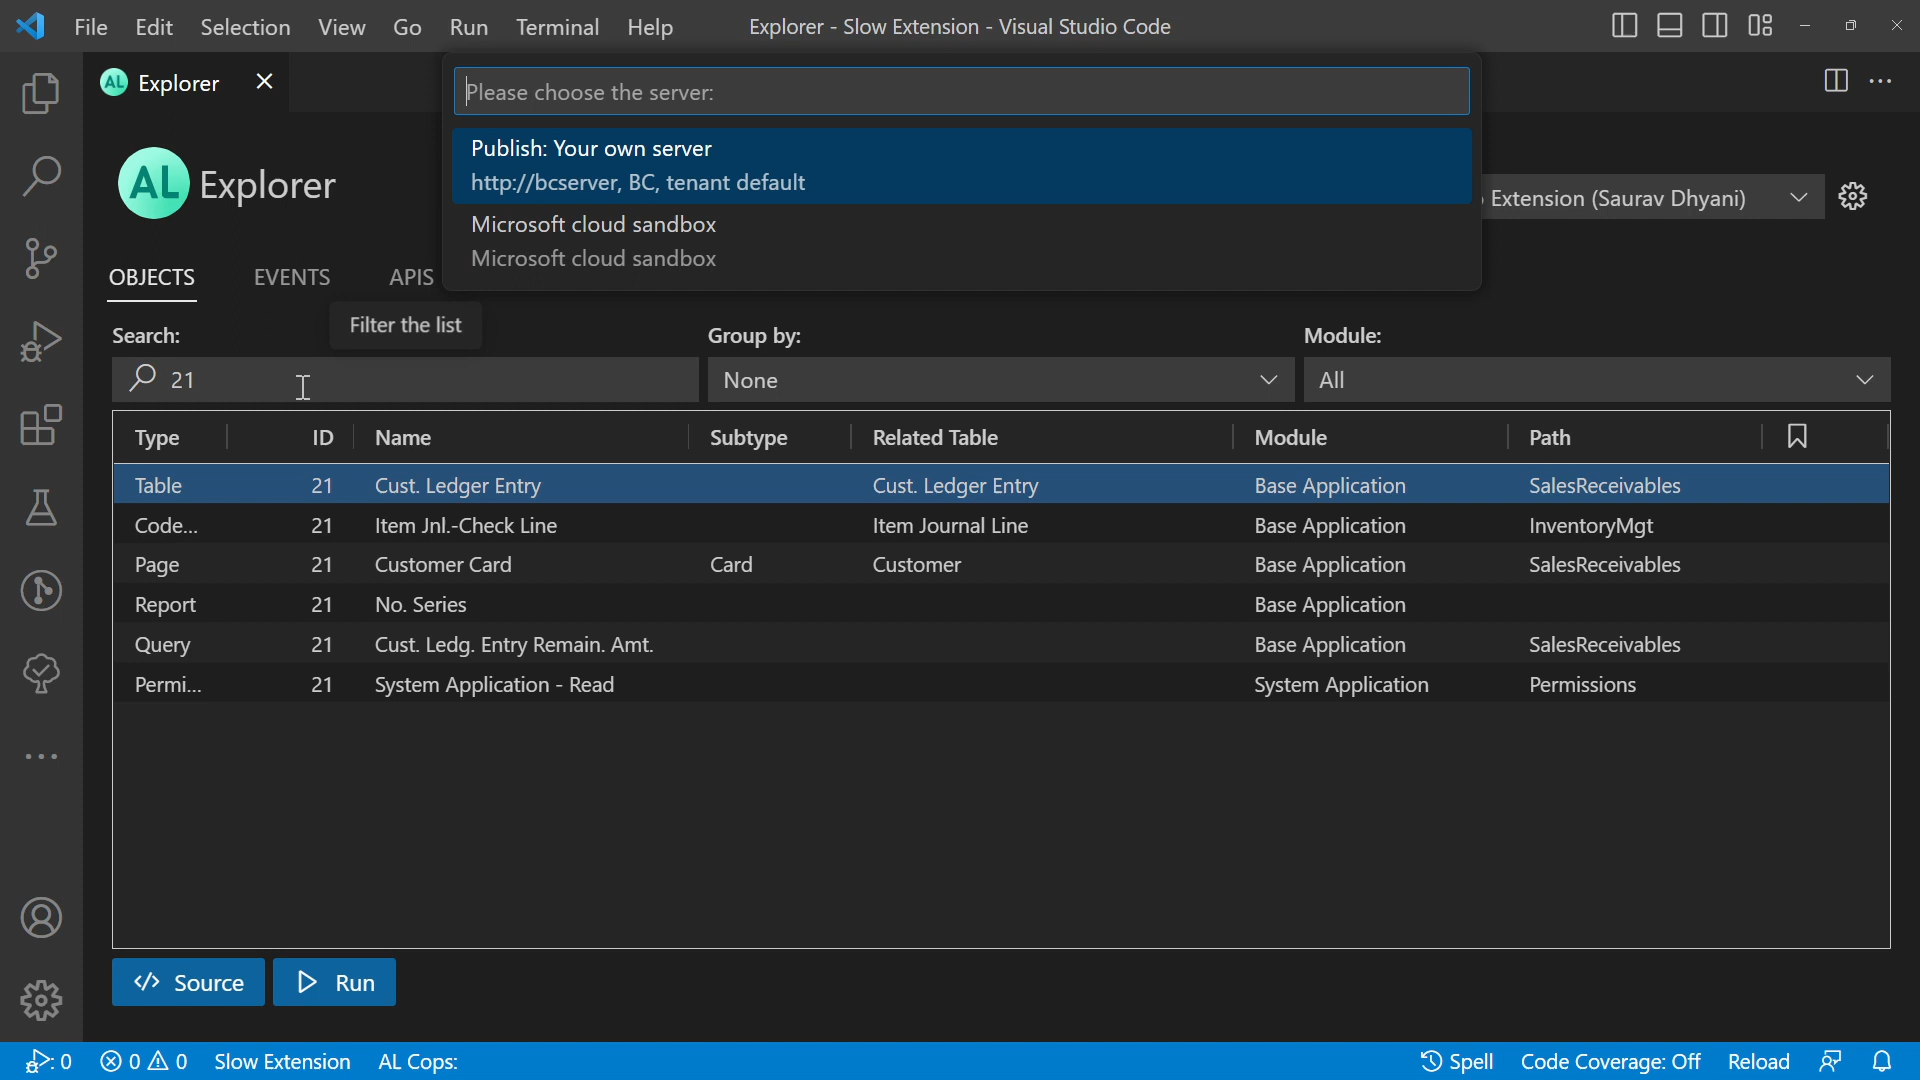 File Edit Selection View Go Run Terminal Help Explorer - Slow Extension - Visual Studio Code
AL Explorer
Please choose the server:
Publish: Your own server
http://bcserver, BC, tenant default
Microsoft cloud sandbox
Microsoft cloud sandbox
AL Explorer
Extension (Saurav Dhyani)
OBJECTS EVENTS APIS
Filter the list
Search: Group by: Module:
21 None All
Type ID Name Subtype Related Table Module Path
Table 21 Cust. Ledger Entry Cust. Ledger Entry Base Application SalesReceivables
Code... 21 Item Jnl.-Check Line Item Journal Line Base Application InventoryMgt
Page 21 Customer Card Card Customer Base Application SalesReceivables
Report 21 No. Series Base Application
Query 21 Cust. Ledg. Entry Remain. Amt. Base Application SalesReceivables
Permi... 21 System Application - Read System Application Permissions
</> Source Run
: 0 0 0 Slow Extension AL Cops: Spell Code Coverage: Off Reload